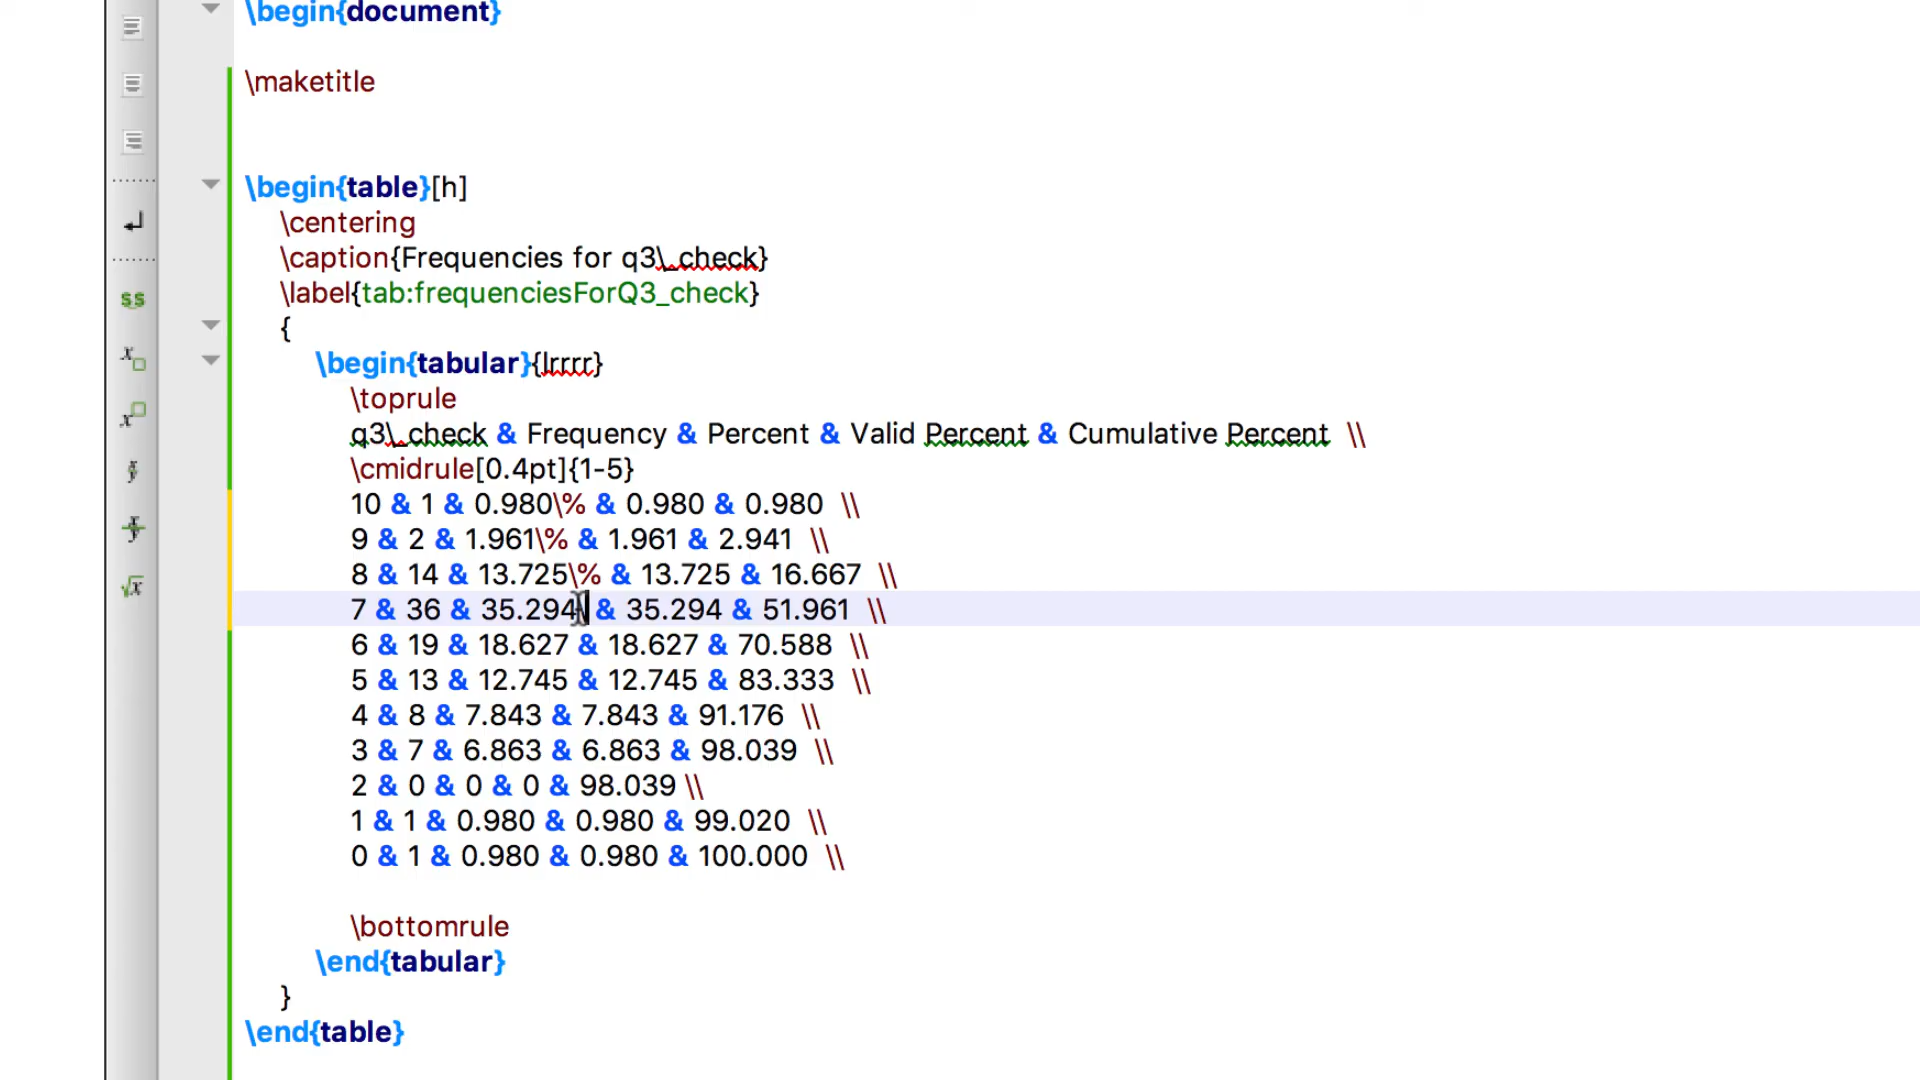 \begin{document}
\maketitle
\begin{table}[h]
\centering
\caption{Frequencies for q3\_check}
\label{tab:frequenciesForQ3_check}
{
\begin{tabular}{lrrrr}
\toprule
q3\_check & Frequency & Percent & Valid Percent & Cumulative Percent \\
\cmidrule[0.4pt]{1-5}
10 & 1 & 0.980\% & 0.980 & 0.980 \\
9 & 2 & 1.961\% & 1.961 & 2.941 \\
8 & 14 & 13.725\% & 13.725 & 16.667 \\
7 & 36 & 35.294\ & 35.294 & 51.961 \\
6 & 19 & 18.627 & 18.627 & 70.588 \\
5 & 13 & 12.745 & 12.745 & 83.333 \\
4 & 8 & 7.843 & 7.843 & 91.176 \\
3 & 7 & 6.863 & 6.863 & 98.039 \\
2 & 0 & 0 & 0 & 98.039 \\
1 & 1 & 0.980 & 0.980 & 99.020 \\
0 & 1 & 0.980 & 0.980 & 100.000 \\
\bottomrule
\end{tabular}
}
\end{table}